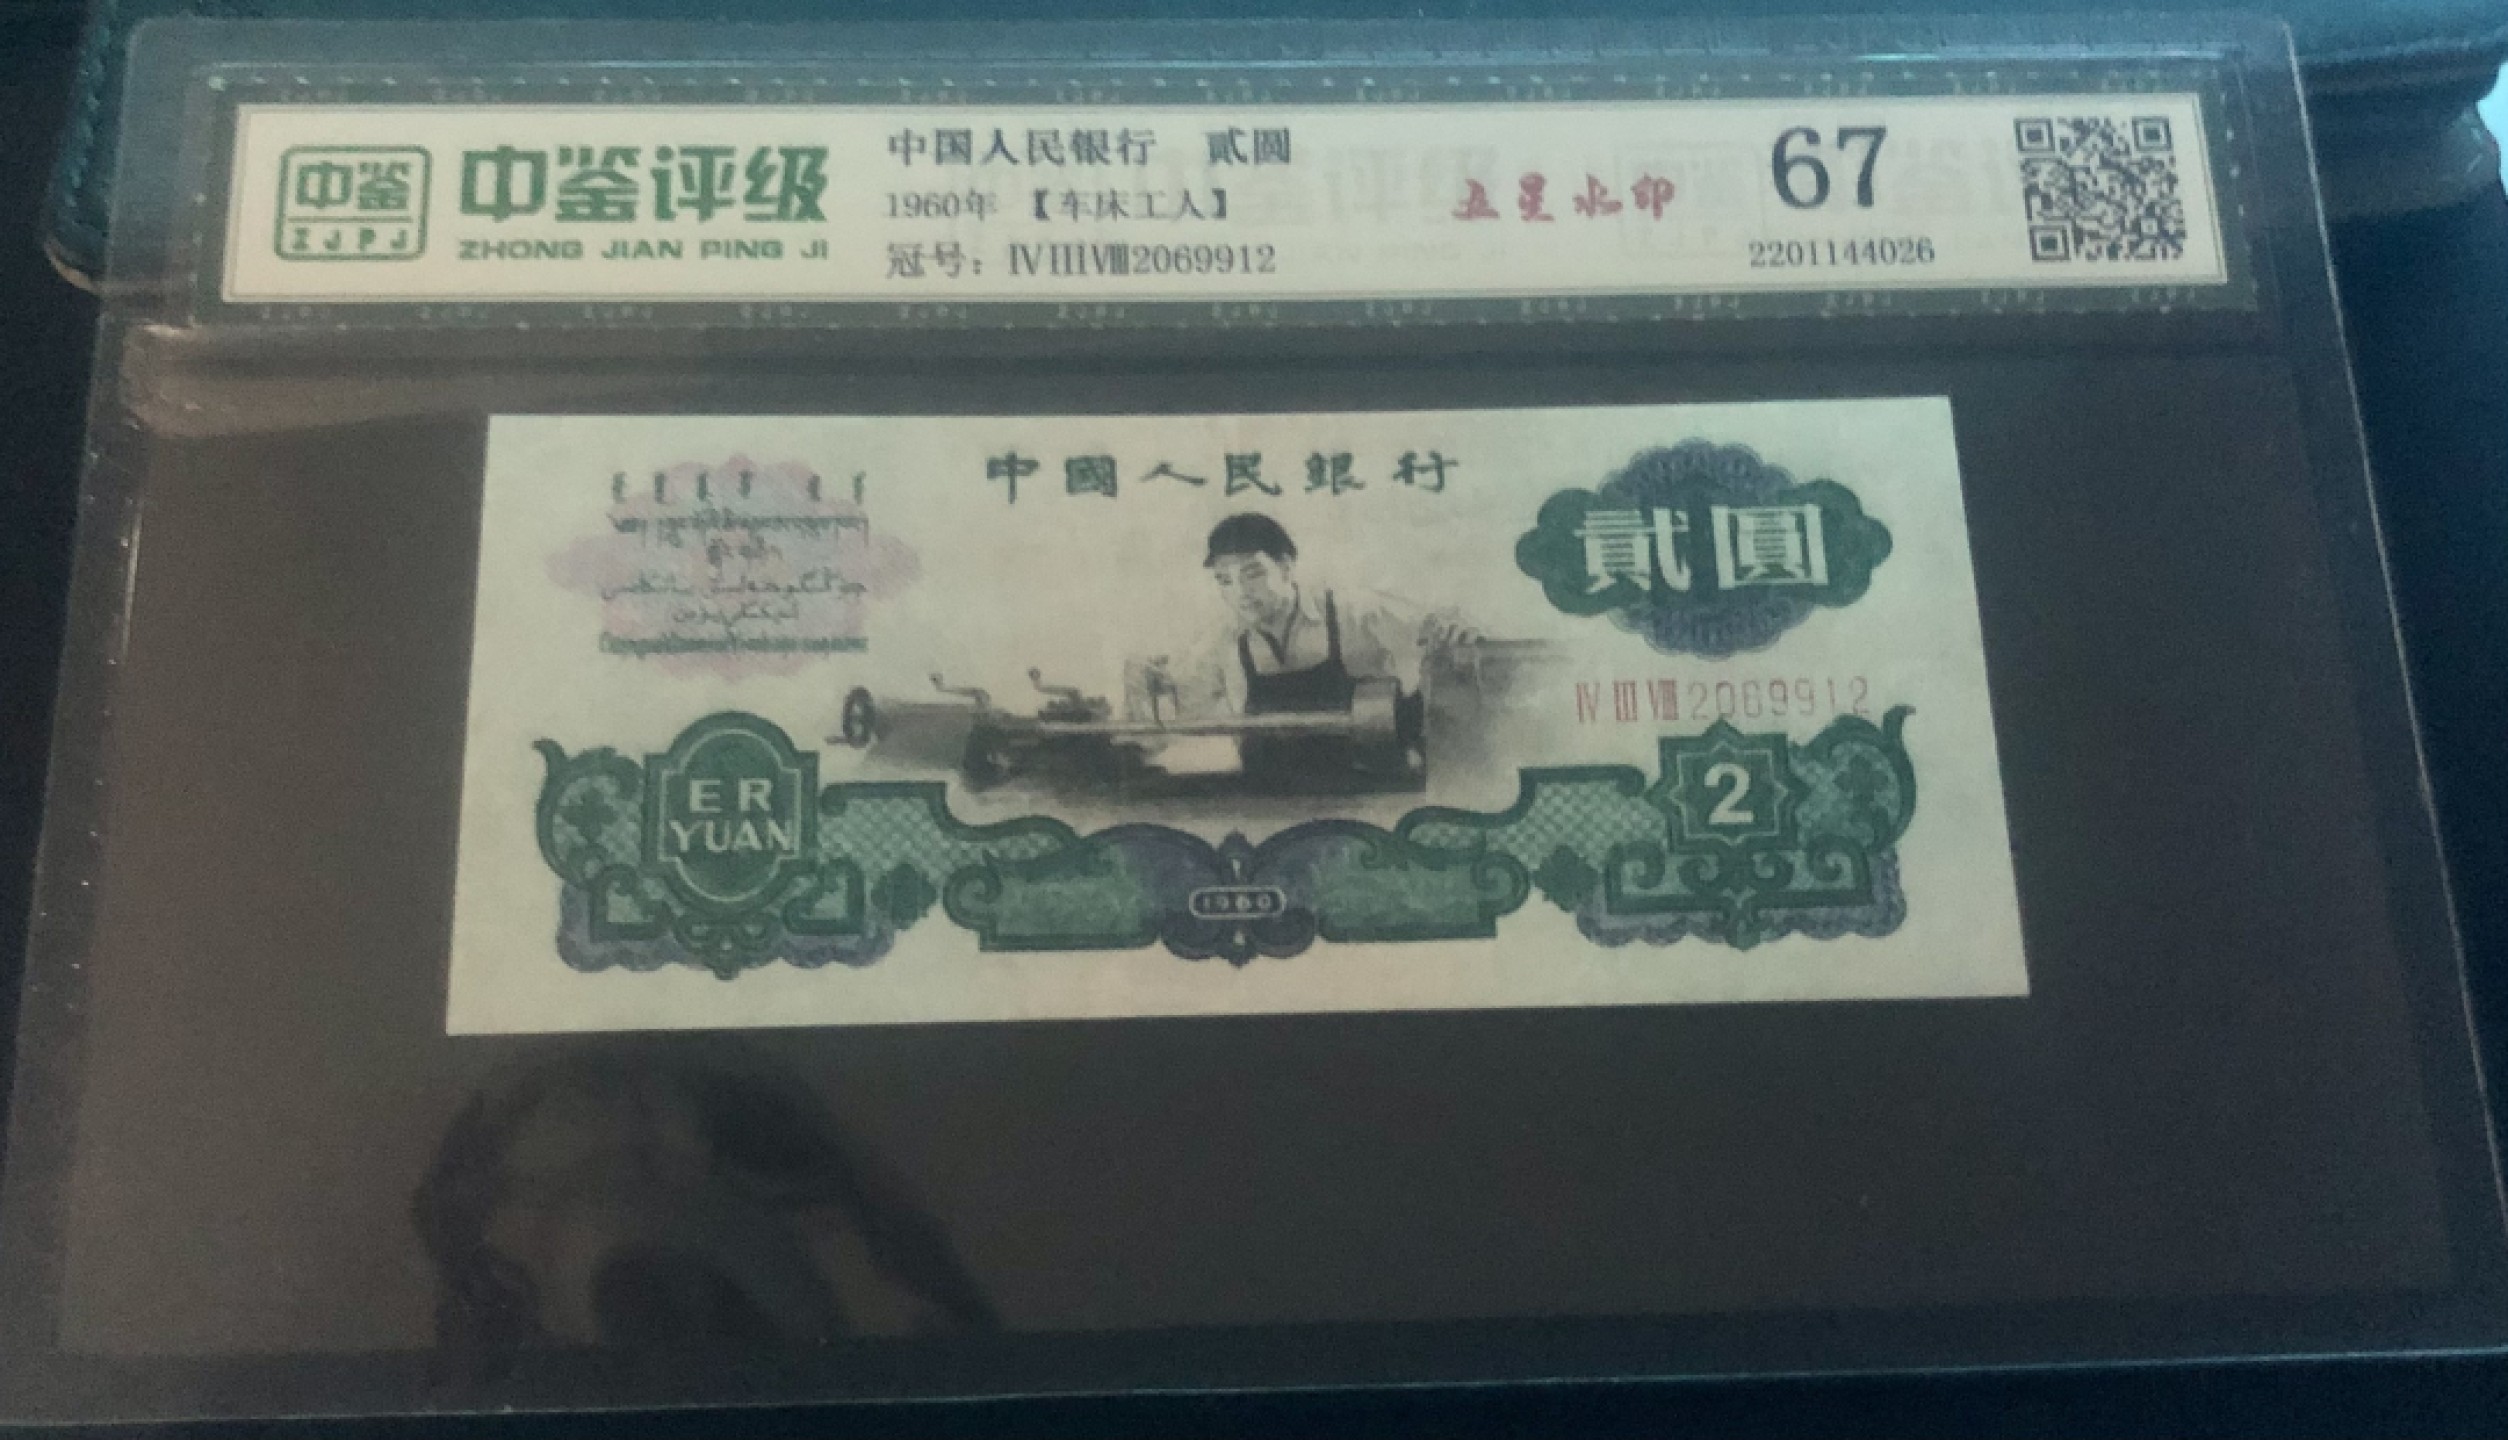 中鉴
ZJPJ
中鉴评级
ZHONG JIAN PING JI
中国人民银行 贰圆
1960年 【车床工人】
冠号：ⅣⅢⅧ2069912
五星水印
67
2201144026
中國人民銀行
貳圓
ⅣⅢⅧ2069912
ER
YUAN
2
1960